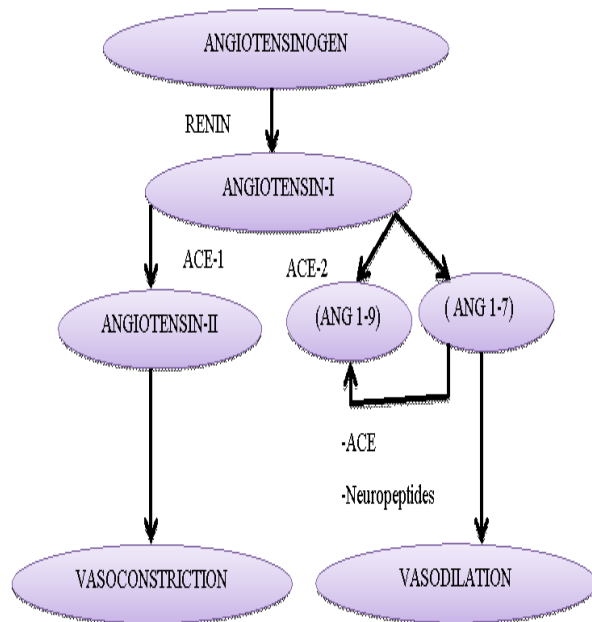 ANGIOTENSINOGEN
RENIN
ANGIOTENSIN-I
ACE-1
ACE-2
ANGIOTENSIN-II
(ANG 1-9)
( ANG 1-7)
-ACE
-Neuropeptides
VASOCONSTRICTION
VASODILATION